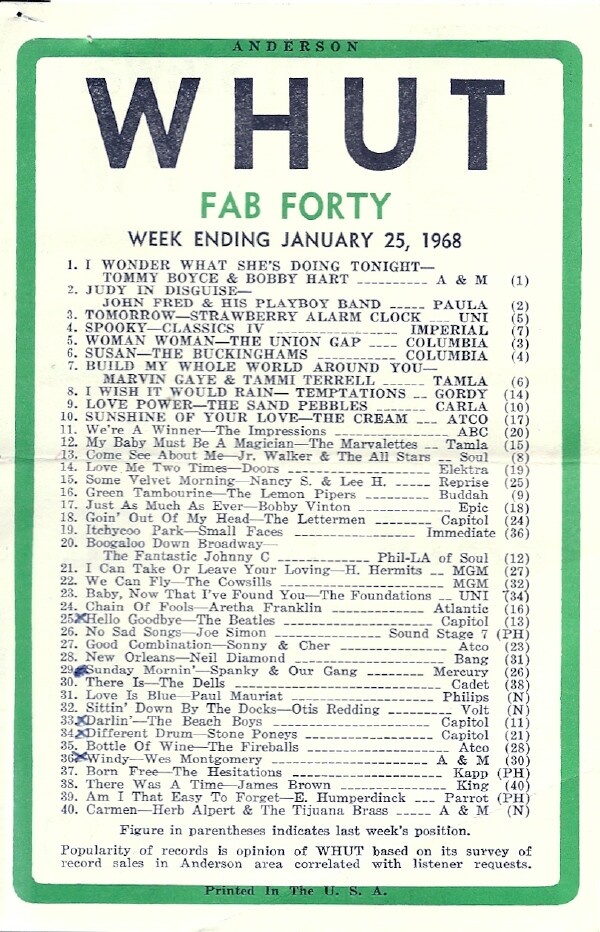 ANDERSON
WHUT
FAB FORTY
WEEK ENDING JANUARY 25, 1968
1. I WONDER WHAT SHE'S DOING TONIGHT—
TOMMY BOYCE & BOBBY HART ---------- A & M (1)
2. JUDY IN DISGUISE—
JOHN FRED & HIS PLAYBOY BAND ----- PAULA (2)
3. TOMORROW—STRAWBERRY ALARM CLOCK --- UNI (5)
4. SPOOKY—CLASSICS IV ----------------- IMPERIAL (7)
5. WOMAN WOMAN—THE UNION GAP ---- COLUMBIA (3)
6. SUSAN—THE BUCKINGHAMS ----------- COLUMBIA (4)
7. BUILD MY WHOLE WORLD AROUND YOU—
MARVIN GAYE & TAMMI TERRELL ------ TAMLA (6)
8. I WISH IT WOULD RAIN— TEMPTATIONS -- GORDY (14)
9. LOVE POWER—THE SAND PEBBLES -------- CARLA (10)
10. SUNSHINE OF YOUR LOVE—THE CREAM --- ATCO (17)
11. We're A Winner—The Impressions ---------------- ABC (20)
12. My Baby Must Be A Magician—The Marvalettes -- Tamla (15)
13. Come See About Me—Jr. Walker & The All Stars -- Soul (8)
14. Love Me Two Times—Doors ------------------- Elektra (19)
15. Some Velvet Morning—Nancy S. & Lee H. ----- Reprise (25)
16. Green Tambourine—The Lemon Pipers --------- Buddah (9)
17. Just As Much As Ever—Bobby Vinton ------------- Epic (18)
18. Goin' Out Of My Head—The Lettermen -------- Capitol (24)
19. Itchycoo Park—Small Faces ----------------- Immediate (36)
20. Boogaloo Down Broadway—
The Fantastic Johnny C ------------ Phil-LA of Soul (12)
21. I Can Take Or Leave Your Loving—H. Hermits -- MGM (27)
22. We Can Fly—The Cowsills ---------------------- MGM (32)
23. Baby, Now That I've Found You—The Foundations -- UNI (34)
24. Chain Of Fools—Aretha Franklin -------------- Atlantic (16)
25. Hello Goodbye—The Beatles ------------------- Capitol (13)
26. No Sad Songs—Joe Simon ------------- Sound Stage 7 (PH)
27. Good Combination—Sonny & Cher --------------- Atco (23)
28. New Orleans—Neil Diamond --------------------- Bang (31)
29. Sunday Mornin'—Spanky & Our Gang --------- Mercury (26)
30. There Is—The Dells ---------------------------- Cadet (38)
31. Love Is Blue—Paul Mauriat -------------------- Philips (N)
32. Sittin' Down By The Docks—Otis Redding -------- Volt (N)
33. Darlin'—The Beach Boys --------------------- Capitol (11)
34. Different Drum—Stone Poneys ---------------- Capitol (21)
35. Bottle Of Wine—The Fireballs ------------------ Atco (28)
36. Windy—Wes Montgomery --------------------- A & M (30)
37. Born Free—The Hesitations -------------------- Kapp (PH)
38. There Was A Time—James Brown --------------- King (40)
39. Am I That Easy To Forget—E. Humperdinck --- Parrot (PH)
40. Carmen—Herb Alpert & The Tijuana Brass ----- A & M (N)
Figure in parentheses indicates last week's position.
Popularity of records is opinion of WHUT based on its survey of
record sales in Anderson area correlated with listener requests.
Printed In The U. S. A.